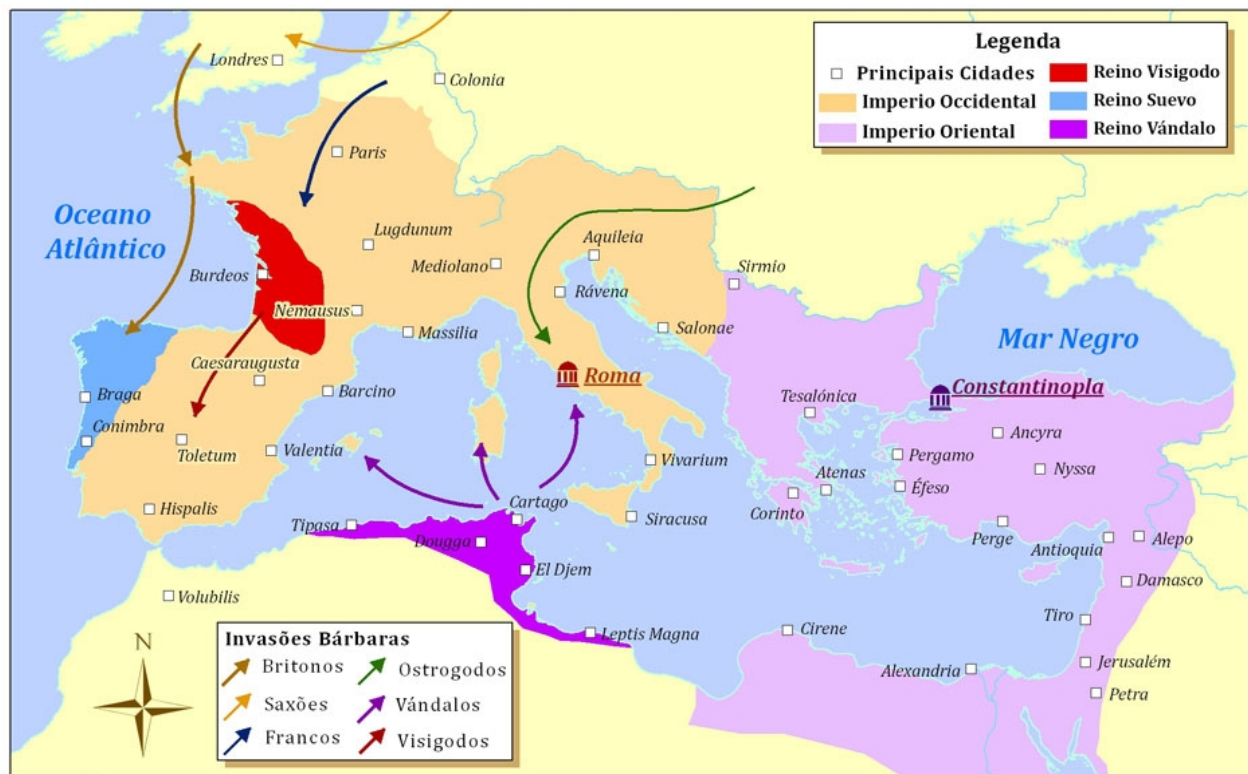 Londres
Colonia
Legenda
Principais Cidades
Imperio Occidental
Imperio Oriental
Reino Visigodo
Reino Suevo
Reino Vándalo
Paris
Oceano
Atlântico
Lugdunum
Aquileia
Mediolano
Burdeos
Sirmio
Rávena
Nemausus
Massilia
Salonae
Mar Negro
Caesaraugusta
Roma
Constantinopla
Braga
Barcino
Tesalónica
Conimbra
Toletum
Valentia
Ancyra
Vivarium
Pergamo
Nyssa
Atenas
Éfeso
Hispalis
Cartago
Siracusa
Corinto
Tipasa
Dougga
Perge
Antioquia
Alepo
El Djem
Damasco
Volubilis
Tiro
Leptis Magna
Cirene
Alexandria
Jerusalém
Petra
N
Invasões Bárbaras
Britonos
Saxões
Francos
Ostrogodos
Vándalos
Visigodos